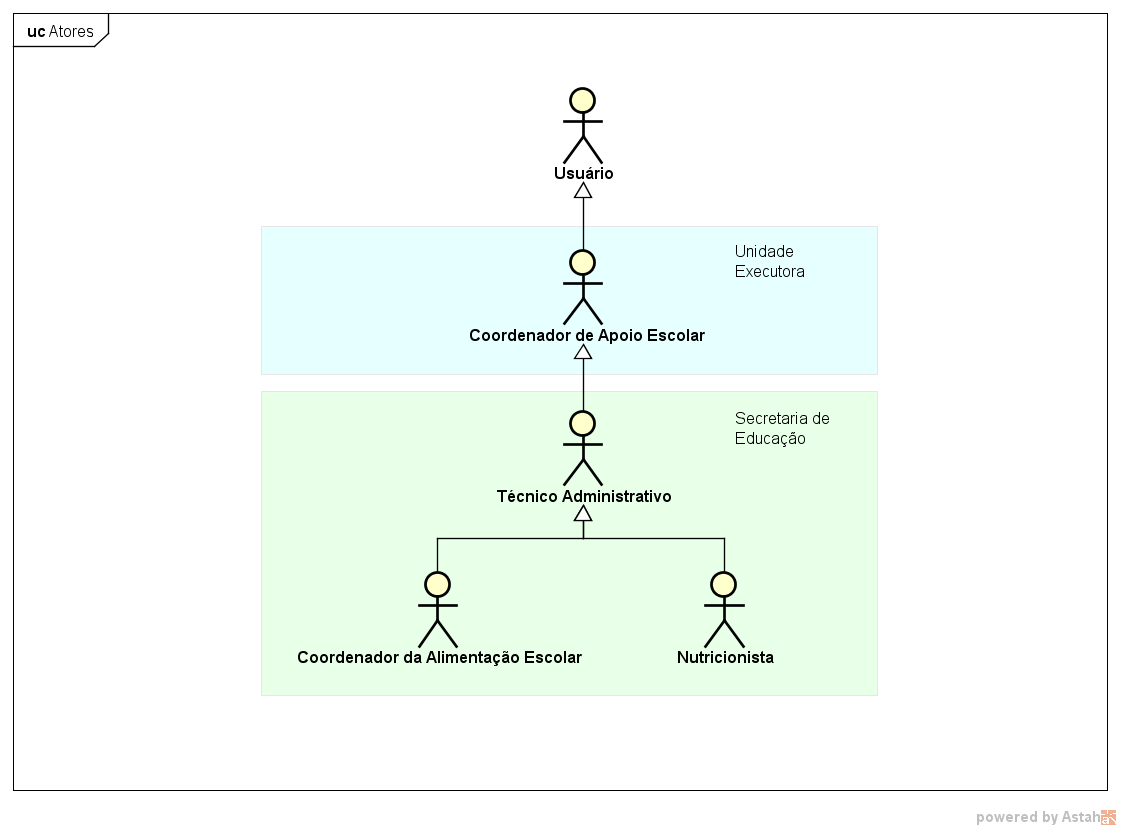 uc Atores
Usuário
Unidade
Executora
Coordenador de Apoio Escolar
Secretaria de
Educação
Técnico Administrativo
Coordenador da Alimentação Escolar
Nutricionista
powered by Astah